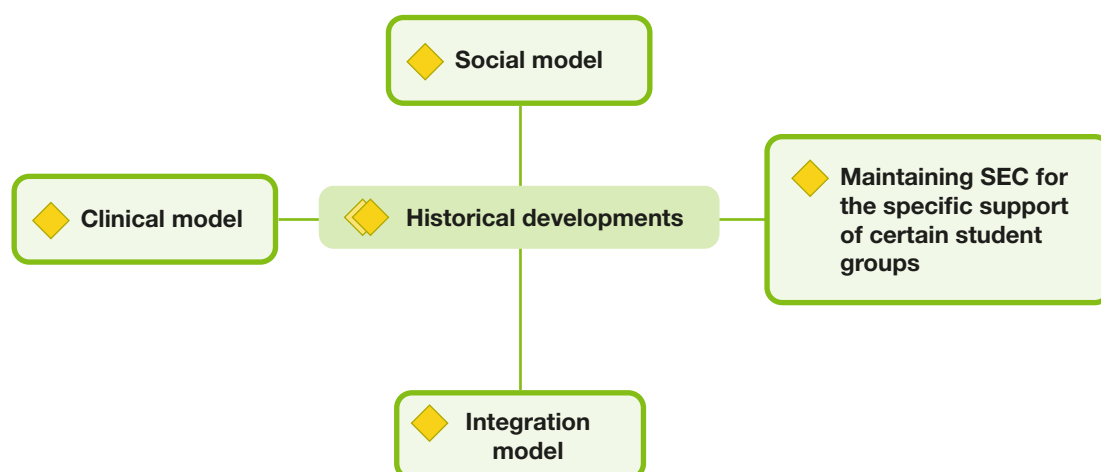 Social model
Clinical model
Historical developments
Maintaining SEC for
the specific support
of certain student
groups
Integration
model